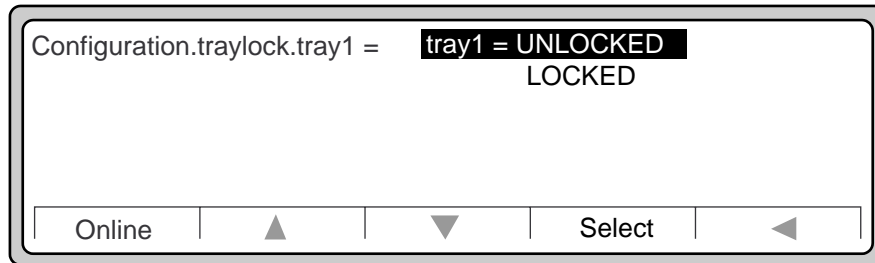 Configuration.traylock.tray1 = tray1 = UNLOCKED
LOCKED
Online Select